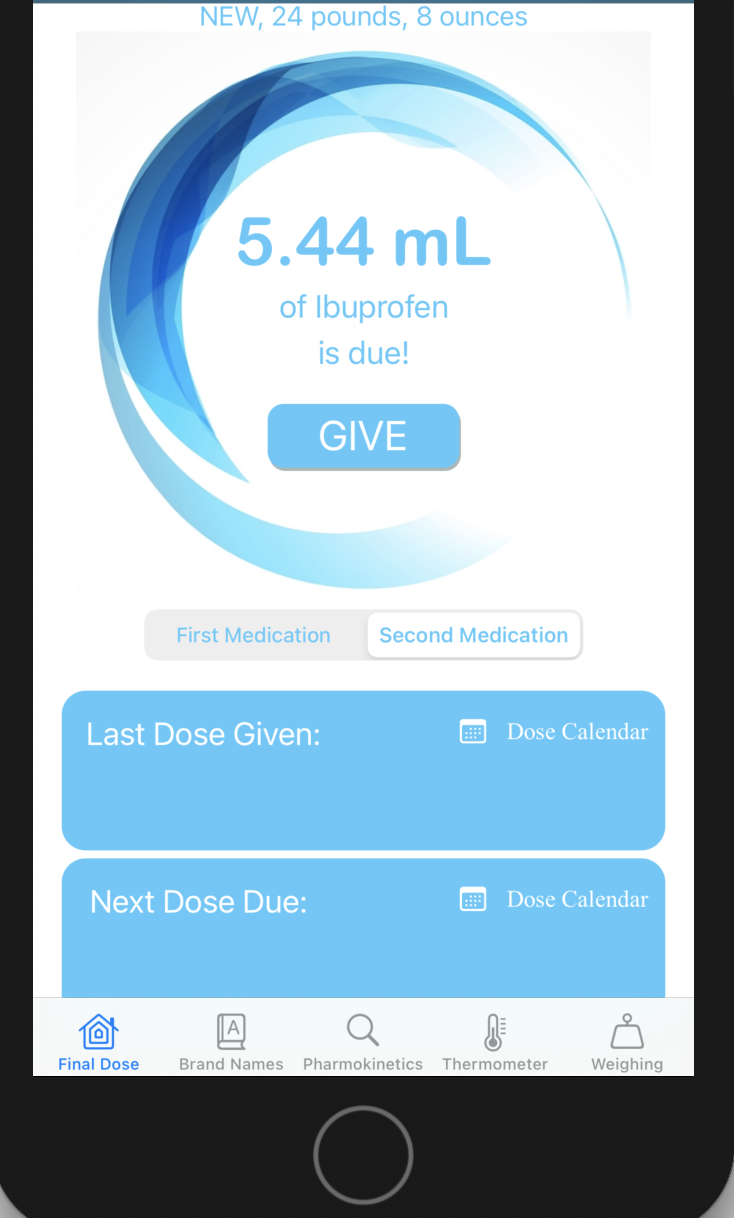 NEW, 24 pounds, 8 ounces
5.44 mL
of Ibuprofen
is due!
GIVE
First Medication
Second Medication
Last Dose Given:
Dose Calendar
Next Dose Due:
Dose Calendar
A
Final Dose
Brand Names
Pharmokinetics
Thermometer
Weighing